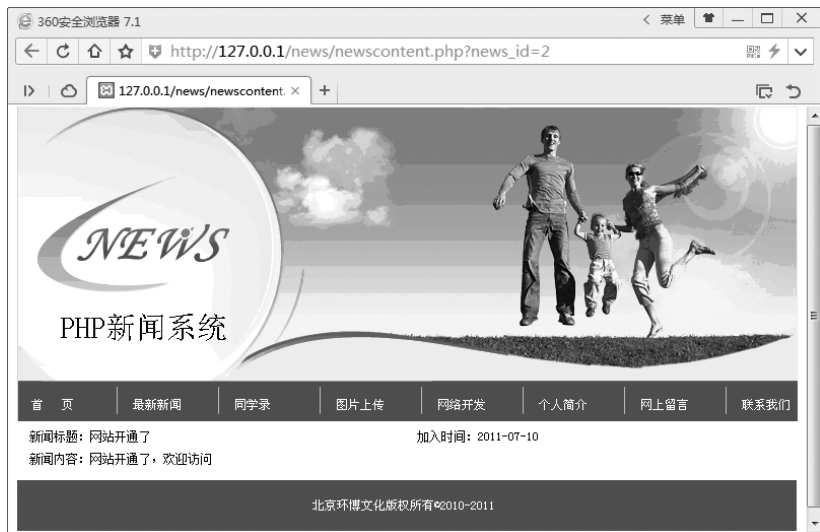 360安全浏览器 7.1
菜单
http://127.0.0.1/news/newscontent.php?news_id=2
127.0.0.1/news/newscontent.
NEWS
PHP新闻系统
首 页 最新新闻 同学录 图片上传 网络开发 个人简介 网上留言 联系我们
新闻标题：网站开通了 加入时间：2011-07-10
新闻内容：网站开通了，欢迎访问
北京环博文化版权所有©2010-2011